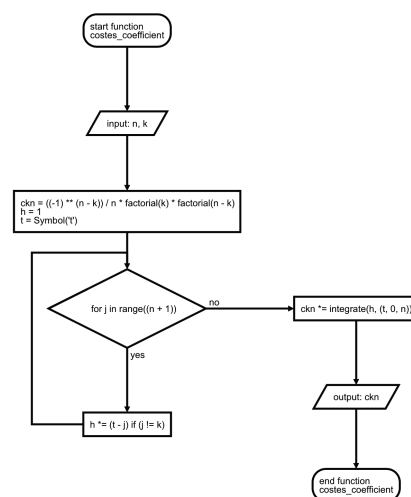 start function
costes_coefficient
input: n, k
ckn = ((-1) ** (n - k)) / n * factorial(k) * factorial(n - k)
h = 1
t = Symbol('t')
for j in range((n + 1))
no
yes
ckn *= integrate(h, (t, 0, n))
h *= (t - j) if (j != k)
output: ckn
end function
costes_coefficient